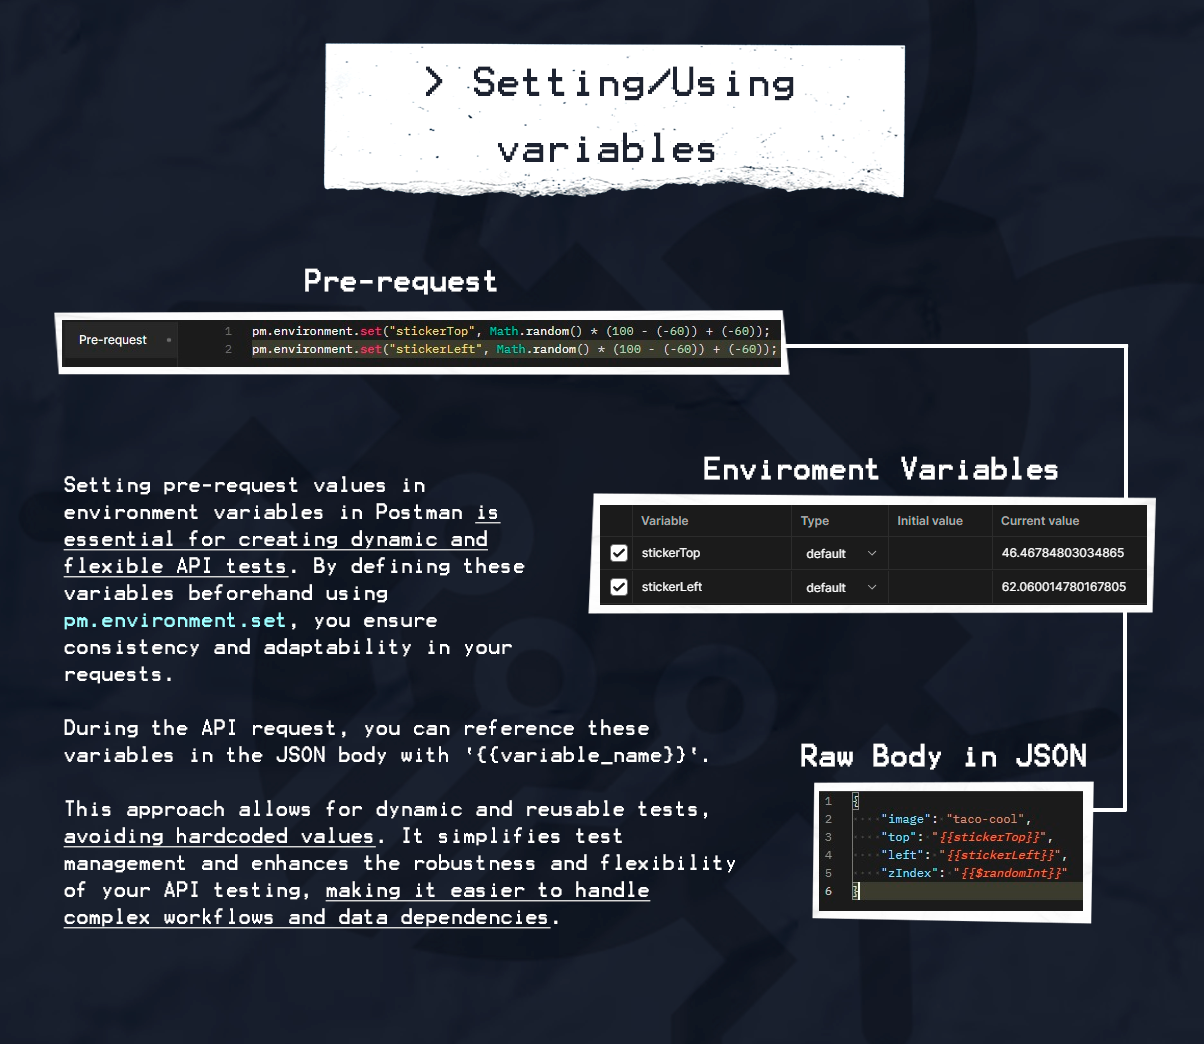 > Setting/Using
variables
Pre-request
Pre-request
1 pm.environment.set("stickerTop", Math.random() * (100 - (-60)) + (-60));
2 pm.environment.set("stickerLeft", Math.random() * (100 - (-60)) + (-60));
Enviroment Variables
Variable Type Initial value Current value
stickerTop default 46.46784803034865
stickerLeft default 62.060014780167805
Setting pre-request values in
environment variables in Postman is
essential for creating dynamic and
flexible API tests. By defining these
variables beforehand using
pm.environment.set, you ensure
consistency and adaptability in your
requests.
During the API request, you can reference these
variables in the JSON body with '{{variable_name}}'.
This approach allows for dynamic and reusable tests,
avoiding hardcoded values. It simplifies test
management and enhances the robustness and flexibility
of your API testing, making it easier to handle
complex workflows and data dependencies.
Raw Body in JSON
1 {
2 "image": "taco-cool",
3 "top": "{{stickerTop}}",
4 "left": "{{stickerLeft}}",
5 "zIndex": "{{$randomInt}}"
6 }